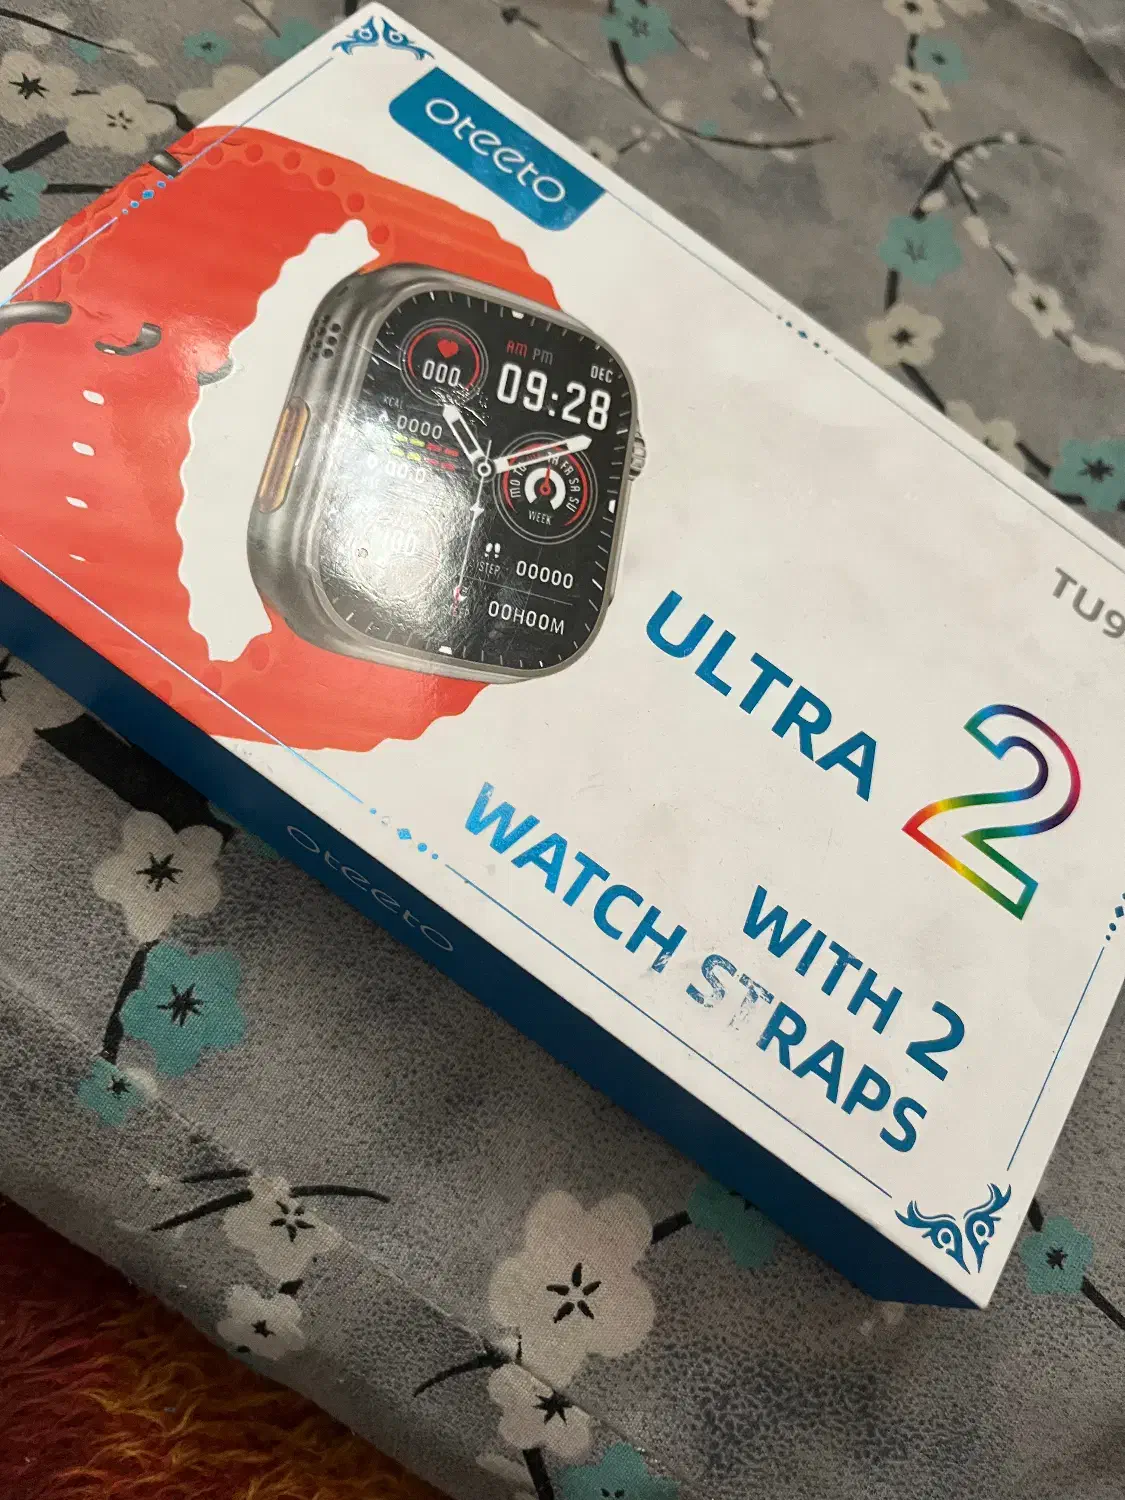 oteeto
000
AM PM
DEC
09:28
0000
SA SU
WEEK
STEP
00000
00H00M
TU9
ULTRA 2
WITH 2
WATCH STRAPS
oteeto